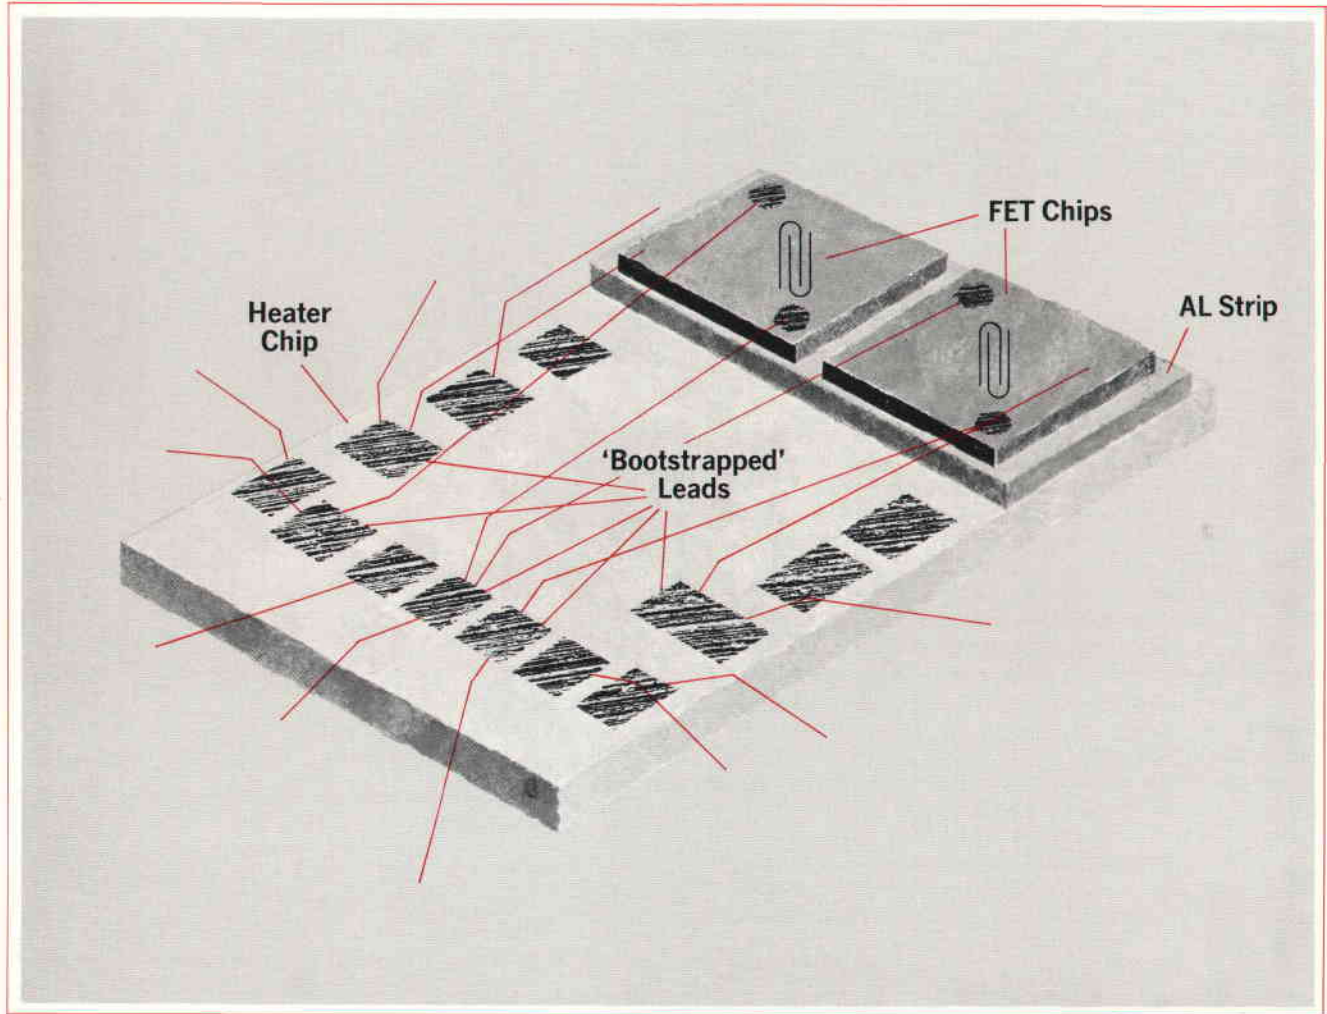 FET Chips
AL Strip
Heater
Chip
'Bootstrapped'
Leads